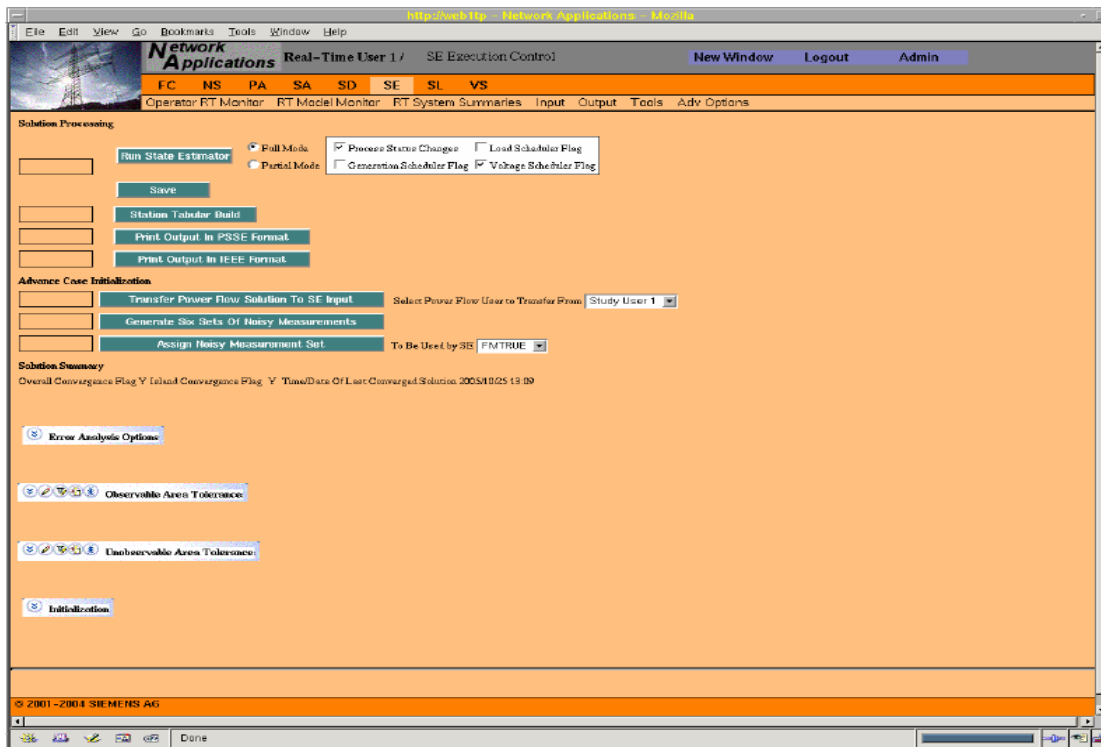 http://web1tp - Network Applications - Mozilla
File Edit View Go Bookmarks Tools Window Help
Network Applications Real-Time User 1 / SE Execution Control New Window Logout Admin
FC NS PA SA SD SE SL VS
Operator RT Monitor RT Model Monitor RT System Summaries Input Output Tools Adv Options
Solution Processing
Run State Estimator Full Mode Process Status Changes Load Scheduler Flag
Partial Mode Generation Scheduler Flag Voltage Scheduler Flag
Save
Station Tabular Build
Print Output In PSSE Format
Print Output In IEEE Format
Advance Case Initialization
Transfer Power Flow Solution To SE Input Select Power Flow User to Transfer From Study User 1
Generate Six Sets Of Noisy Measurements
Assign Noisy Measurement Set To Be Used by SE FMTRUE
Solution Summary
Overall Convergence Flag Y Island Convergence Flag Y Time/Date Of Last Converged Solution 2005/10/25 13:09
Error Analysis Options
Observable Area Tolerance
Unobservable Area Tolerance
Initialization
© 2001-2004 SIEMENS AG
Done